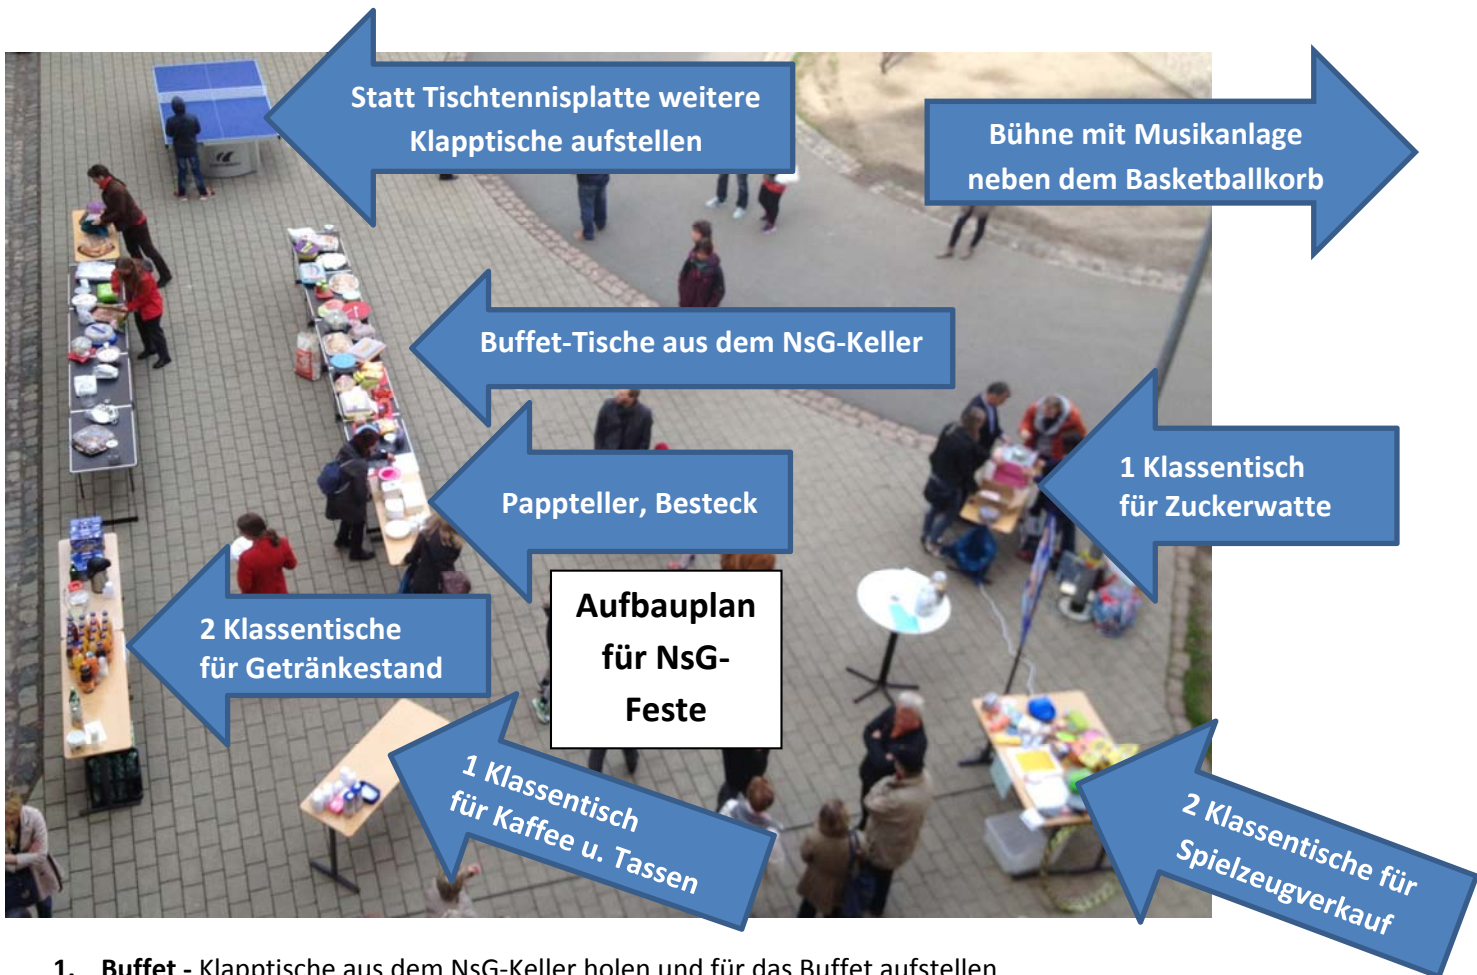 Statt Tischtennisplatte weitere
Klapptische aufstellen
Bühne mit Musikanlage
neben dem Basketballkorb
Buffet-Tische aus dem NsG-Keller
Pappteller, Besteck
1 Klassentisch
für Zuckerwatte
2 Klassentische
für Getränkestand
Aufbauplan
für NsG-
Feste
1 Klassentisch
für Kaffee u. Tassen
2 Klassentische für
Spielzeugverkauf
1. Buffet - Klapptische aus dem NsG-Keller holen und für das Buffet aufstellen